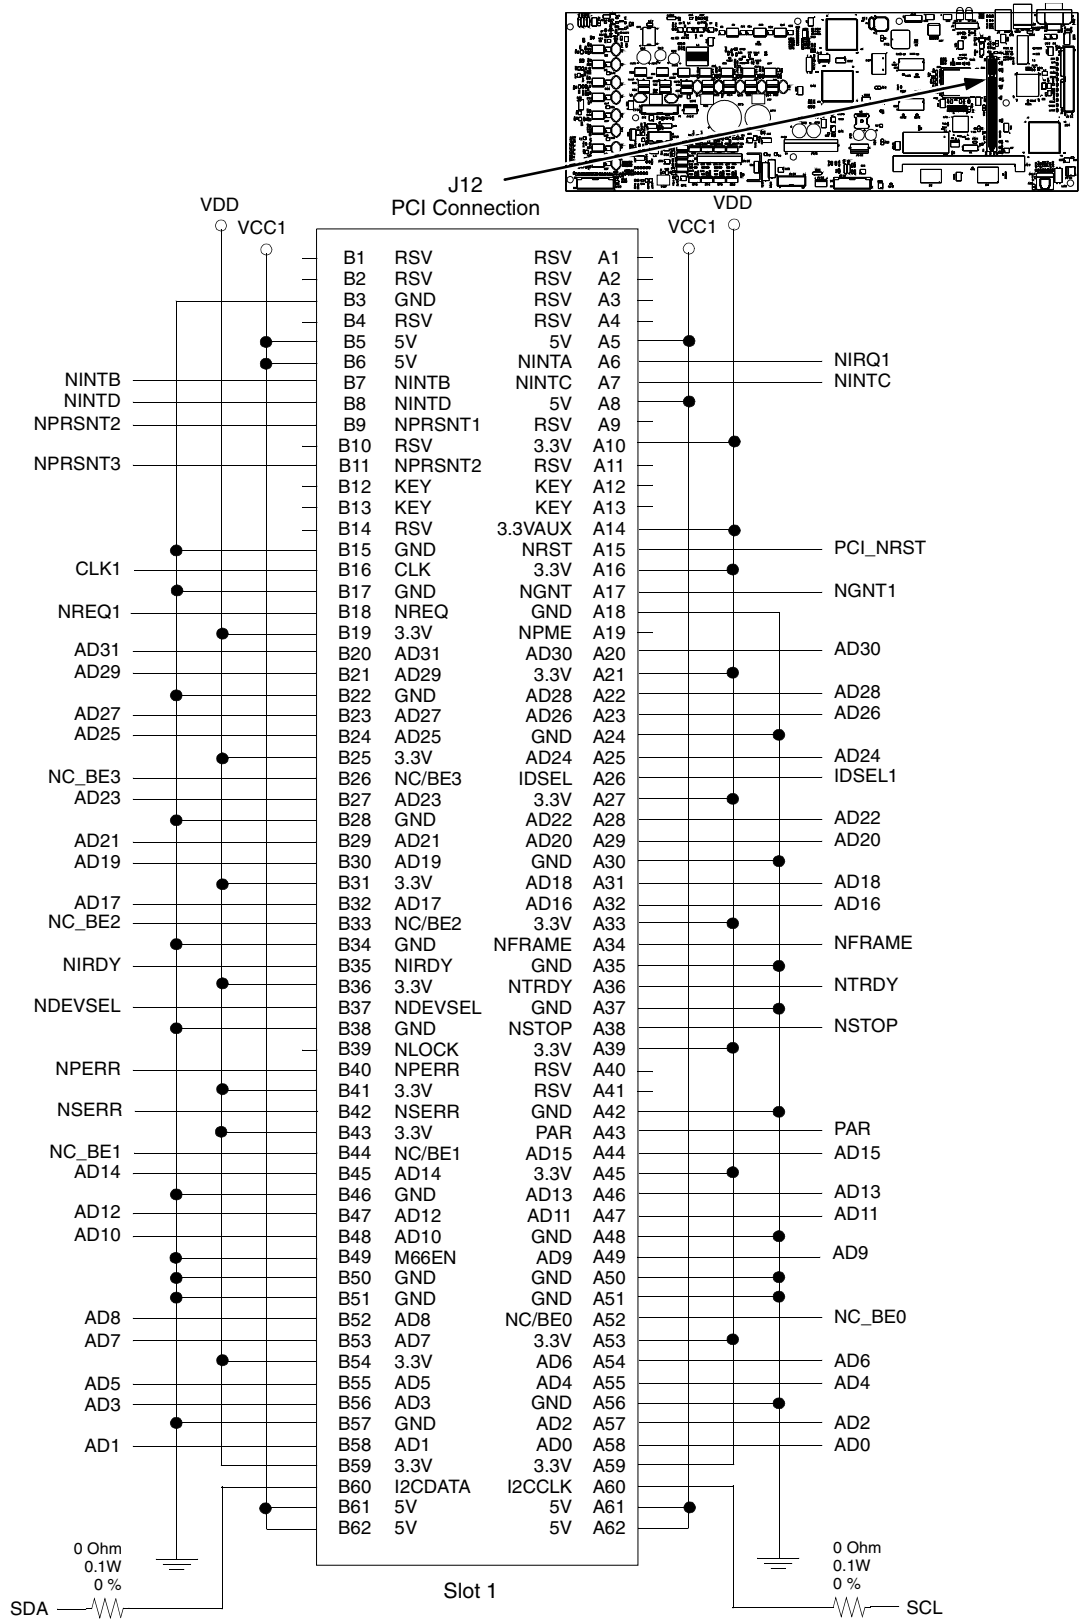 J12
PCI Connection
VDD
VCC1
VCC1
VDD
B1 RSV RSV A1
B2 RSV RSV A2
B3 GND RSV A3
B4 RSV RSV A4
B5 5V 5V A5
B6 5V NINTA A6 NIRQ1
NINTB B7 NINTB NINTC A7 NINTC
NINTD B8 NINTD 5V A8
NPRSNT2 B9 NPRSNT1 RSV A9
B10 RSV 3.3V A10
NPRSNT3 B11 NPRSNT2 RSV A11
B12 KEY KEY A12
B13 KEY KEY A13
B14 RSV 3.3VAUX A14
B15 GND NRST A15 PCI_NRST
CLK1 B16 CLK 3.3V A16
B17 GND NGNT A17 NGNT1
NREQ1 B18 NREQ GND A18
B19 3.3V NPME A19
AD31 B20 AD31 AD30 A20 AD30
AD29 B21 AD29 3.3V A21
B22 GND AD28 A22 AD28
AD27 B23 AD27 AD26 A23 AD26
AD25 B24 AD25 GND A24
B25 3.3V AD24 A25 AD24
NC_BE3 B26 NC/BE3 IDSEL A26 IDSEL1
AD23 B27 AD23 3.3V A27
B28 GND AD22 A28 AD22
AD21 B29 AD21 AD20 A29 AD20
AD19 B30 AD19 GND A30
B31 3.3V AD18 A31 AD18
AD17 B32 AD17 AD16 A32 AD16
NC_BE2 B33 NC/BE2 3.3V A33
B34 GND NFRAME A34 NFRAME
NIRDY B35 NIRDY GND A35
B36 3.3V NTRDY A36 NTRDY
NDEVSEL B37 NDEVSEL GND A37
B38 GND NSTOP A38 NSTOP
B39 NLOCK 3.3V A39
NPERR B40 NPERR RSV A40
B41 3.3V RSV A41
NSERR B42 NSERR GND A42
B43 3.3V PAR A43 PAR
NC_BE1 B44 NC/BE1 AD15 A44 AD15
AD14 B45 AD14 3.3V A45
B46 GND AD13 A46 AD13
AD12 B47 AD12 AD11 A47 AD11
AD10 B48 AD10 GND A48
B49 M66EN AD9 A49 AD9
B50 GND GND A50
B51 GND GND A51
AD8 B52 AD8 NC/BE0 A52 NC_BE0
AD7 B53 AD7 3.3V A53
B54 3.3V AD6 A54 AD6
AD5 B55 AD5 AD4 A55 AD4
AD3 B56 AD3 GND A56
B57 GND AD2 A57 AD2
AD1 B58 AD1 AD0 A58 AD0
B59 3.3V 3.3V A59
B60 I2CDATA I2CCLK A60
B61 5V 5V A61
B62 5V 5V A62
0 Ohm
0.1W
0 %
SDA
Slot 1
0 Ohm
0.1W
0 %
SCL